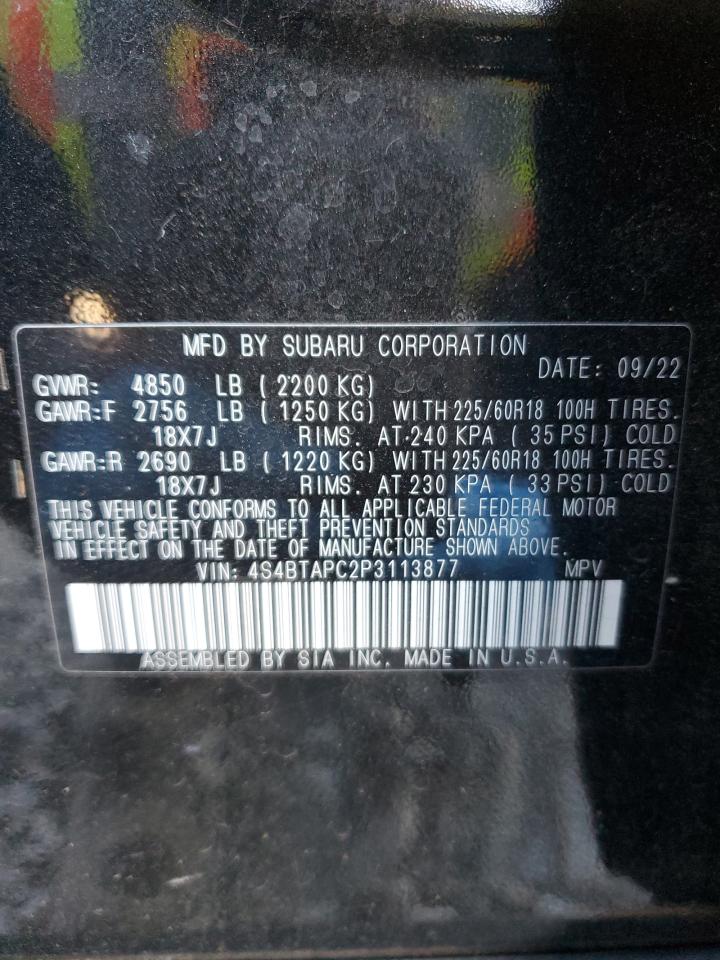 MFD BY SUBARU CORPORATION
DATE: 09/22
GVWR: 4850 LB ( 2200 KG)
GAWR:F 2756 LB ( 1250 KG) WITH 225/60R18 100H TIRES.
18X7J RIMS. AT 240 KPA ( 35 PSI) COLD
GAWR:R 2690 LB ( 1220 KG) WITH 225/60R18 100H TIRES.
18X7J RIMS. AT 230 KPA ( 33 PSI) COLD
THIS VEHICLE CONFORMS TO ALL APPLICABLE FEDERAL MOTOR
VEHICLE SAFETY AND THEFT PREVENTION STANDARDS
IN EFFECT ON THE DATE OF MANUFACTURE SHOWN ABOVE.
VIN: 4S4BTAPC2P3113877 MPV
ASSEMBLED BY SIA INC. MADE IN U.S.A.